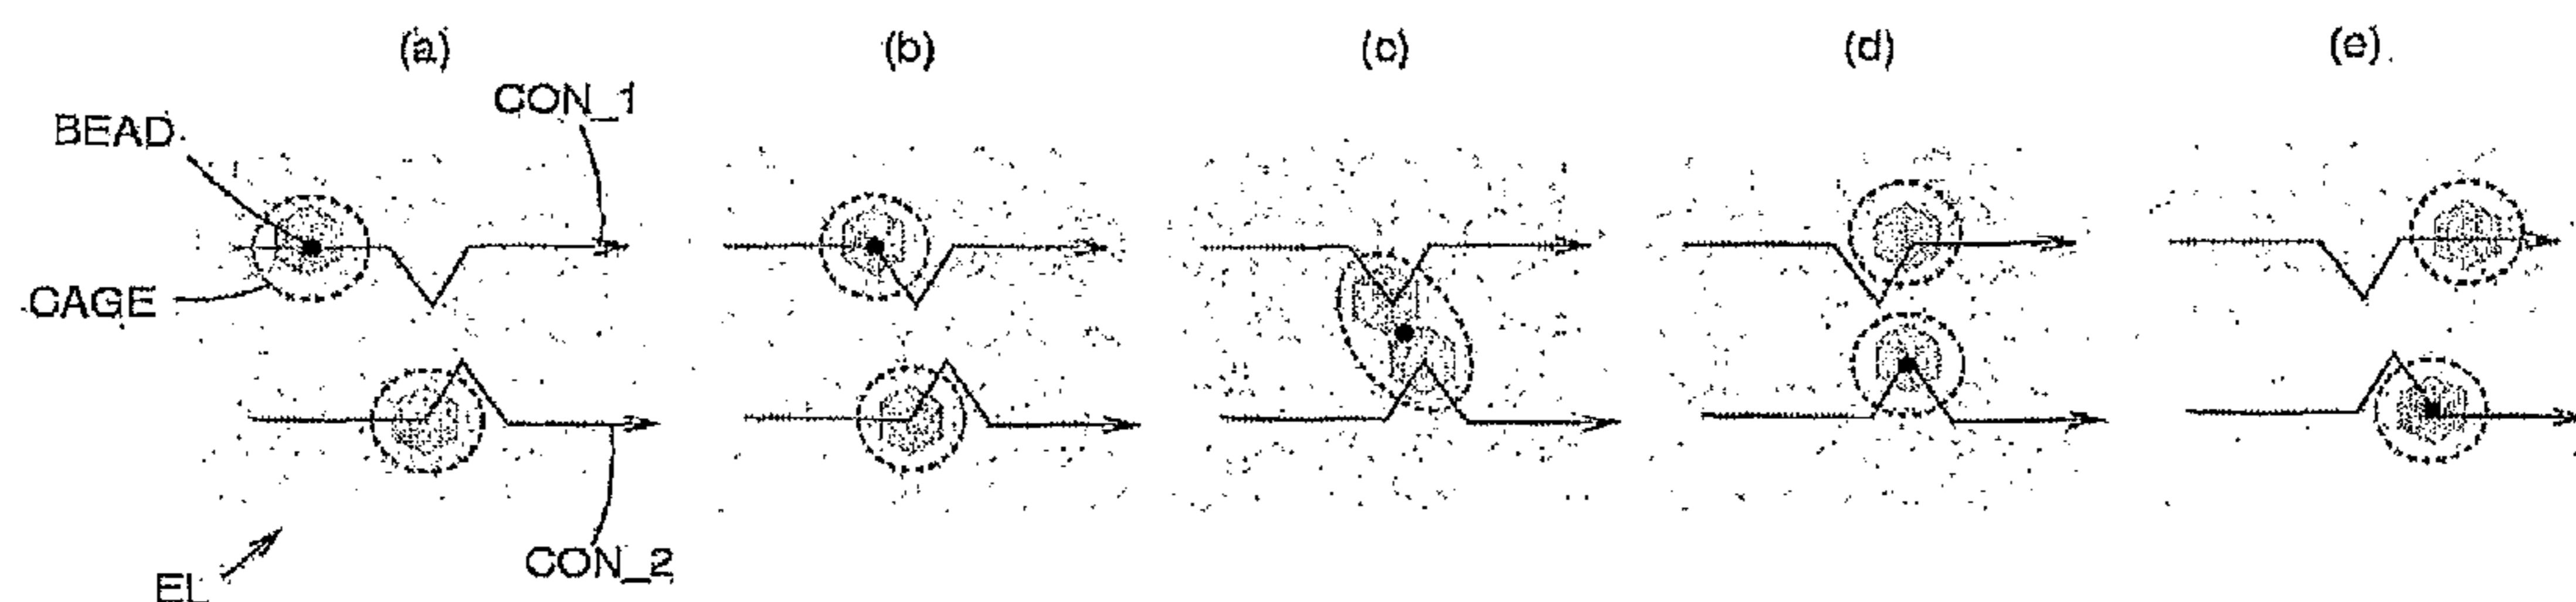 (a) (b) (c) (d) (e)
CON_1
BEAD
CAGE
CON_2
EL